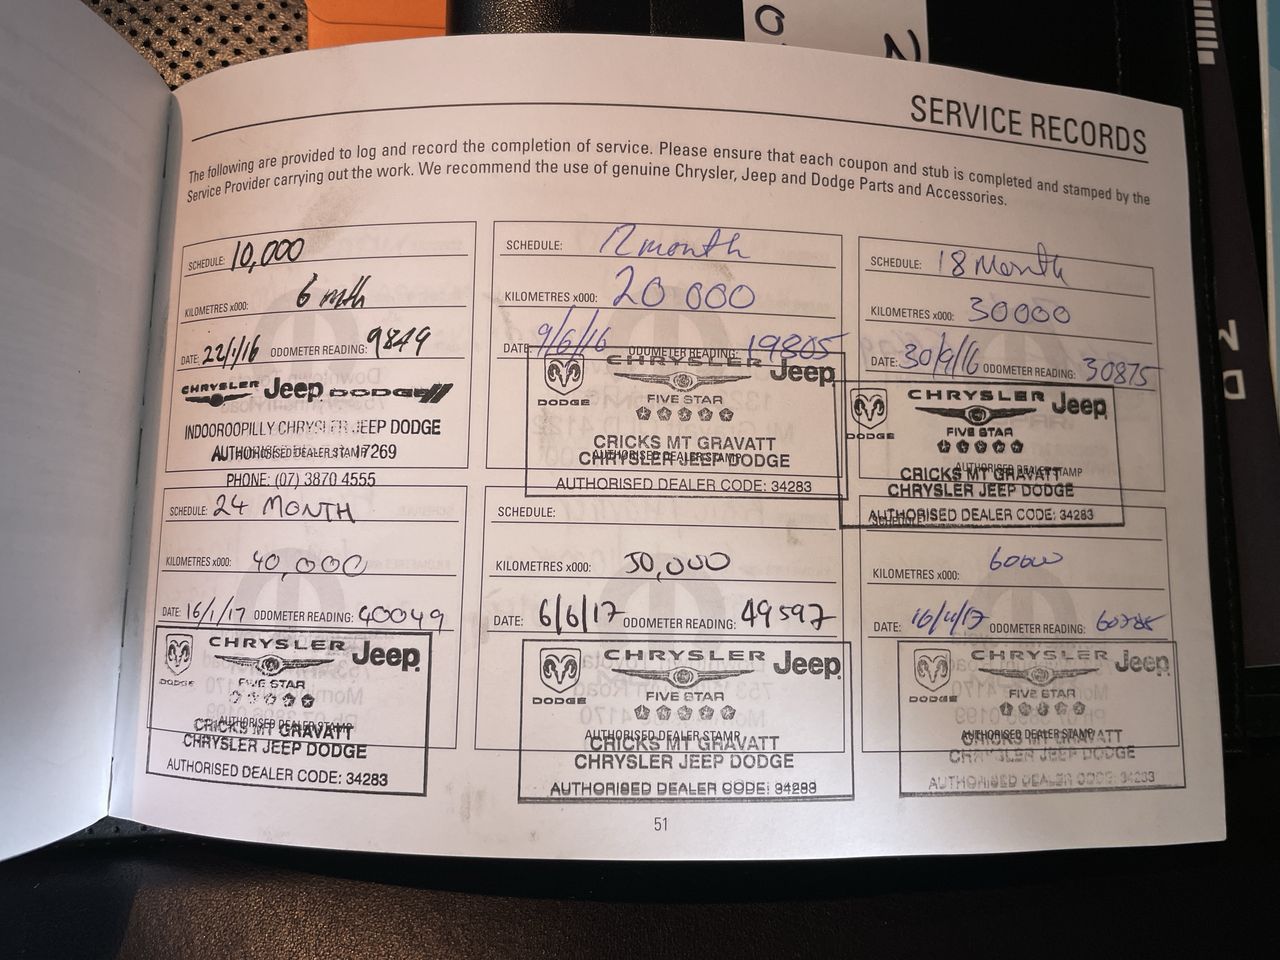 SERVICE RECORDS
The following are provided to log and record the completion of service. Please ensure that each coupon and stub is completed and stamped by the
Service Provider carrying out the work. We recommend the use of genuine Chrysler, Jeep and Dodge Parts and Accessories.
SCHEDULE: 10,000
KILOMETRES x000: 6 mth
DATE: 22/1/16 ODOMETER READING: 9849
CHRYSLER Jeep DODGE
INDOOROOPILLY CHRYSLER JEEP DODGE
AUTHORISED DEALER STAMP 7269
PHONE: (07) 3870 4555
SCHEDULE: 12 month
KILOMETRES x000: 20 000
DATE: 9/6/16 ODOMETER READING: 19805
CHRYSLER Jeep
DODGE FIVE STAR
CRICKS MT GRAVATT
AUTHORISED DEALER STAMP
CHRYSLER JEEP DODGE
AUTHORISED DEALER CODE: 34283
SCHEDULE: 18 Month
KILOMETRES x000: 30000
DATE: 30/9/16 ODOMETER READING: 30875
CHRYSLER Jeep
DODGE FIVE STAR
AUTHORISED DEALER STAMP
CRICKS MT GRAVATT
CHRYSLER JEEP DODGE
AUTHORISED DEALER CODE: 34283
SCHEDULE: 24 MONTH
KILOMETRES x000: 40,000
DATE: 16/1/17 ODOMETER READING: 40049
CHRYSLER Jeep
DODGE FIVE STAR
AUTHORISED DEALER STAMP
CRICKS MT GRAVATT
CHRYSLER JEEP DODGE
AUTHORISED DEALER CODE: 34283
SCHEDULE:
KILOMETRES x000: 50,000
DATE: 6/6/17 ODOMETER READING: 49597
CHRYSLER Jeep
DODGE FIVE STAR
AUTHORISED DEALER STAMP
CRICKS MT GRAVATT
CHRYSLER JEEP DODGE
AUTHORISED DEALER CODE: 34283
SCHEDULE:
KILOMETRES x000: 60000
DATE: ODOMETER READING:
CHRYSLER Jeep
DODGE FIVE STAR
AUTHORISED DEALER STAMP
CRICKS MT GRAVATT
CHRYSLER JEEP DODGE
AUTHORISED DEALER CODE: 34283
51